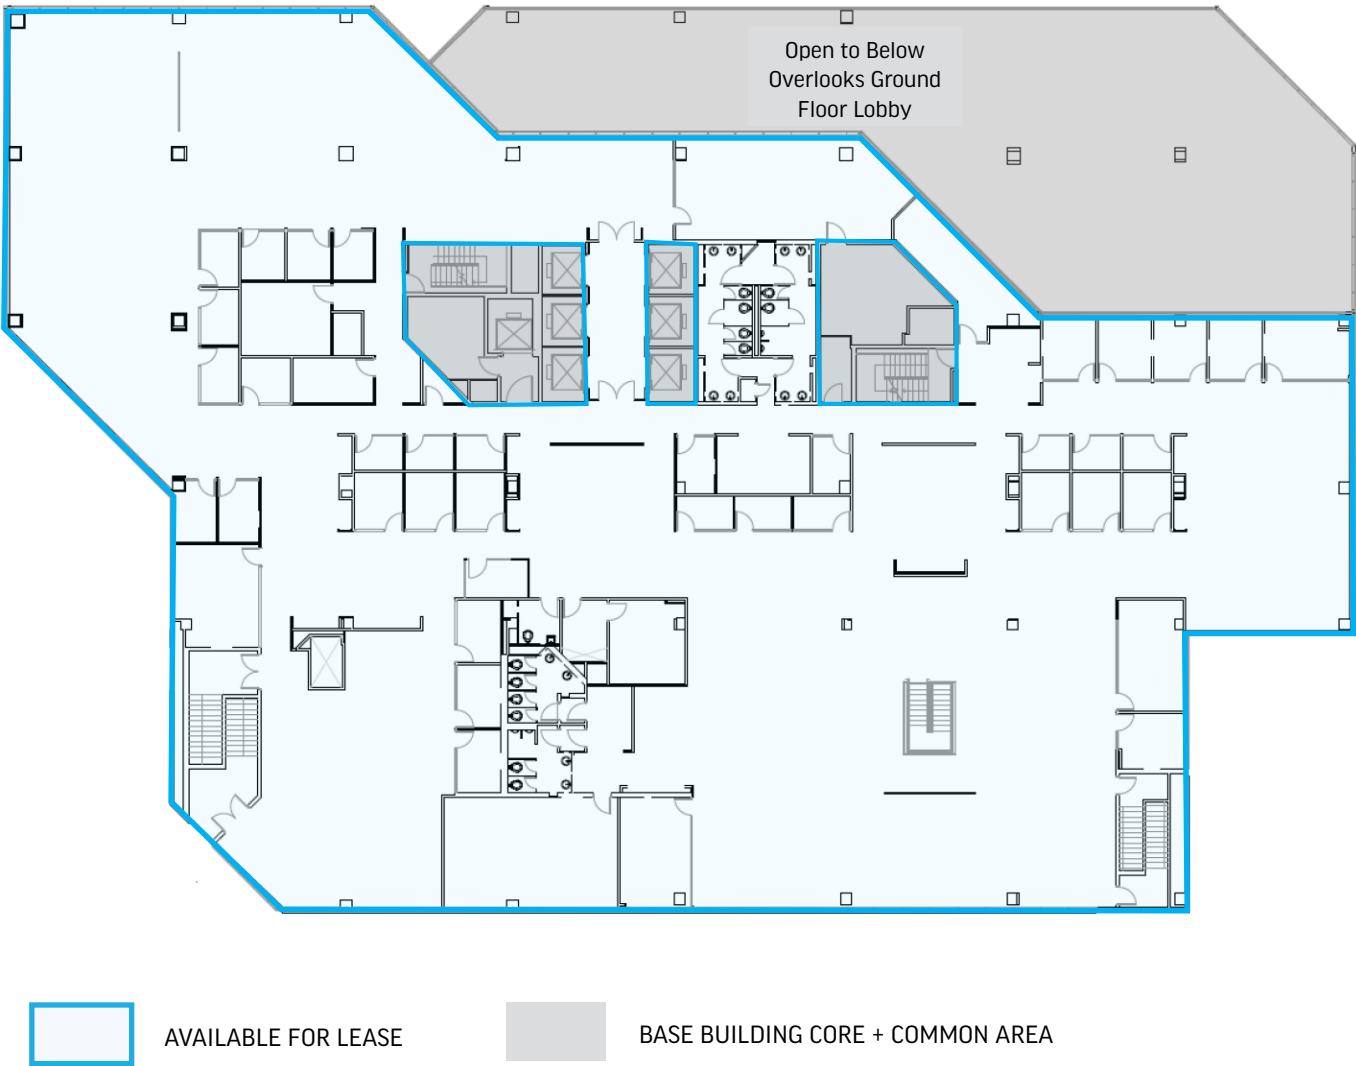 Open to Below
Overlooks Ground
Floor Lobby
AVAILABLE FOR LEASE
BASE BUILDING CORE + COMMON AREA